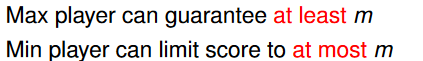 Max player can guarantee at least m
Min player can limit score to at most m